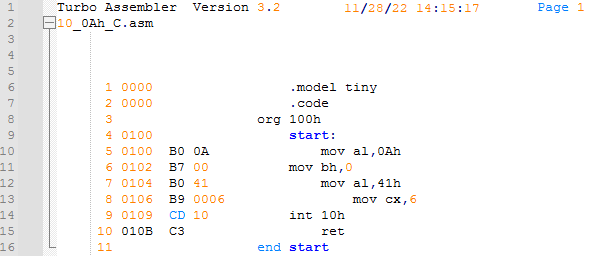 1 Turbo Assembler Version 3.2 11/28/22 14:15:17 Page 1
2 10_0Ah_C.asm
3
4
5
6 1 0000 .model tiny
7 2 0000 .code
8 3 org 100h
9 4 0100 start:
10 5 0100 B0 0A mov al,0Ah
11 6 0102 B7 00 mov bh,0
12 7 0104 B0 41 mov al,41h
13 8 0106 B9 0006 mov cx,6
14 9 0109 CD 10 int 10h
15 10 010B C3 ret
16 11 end start